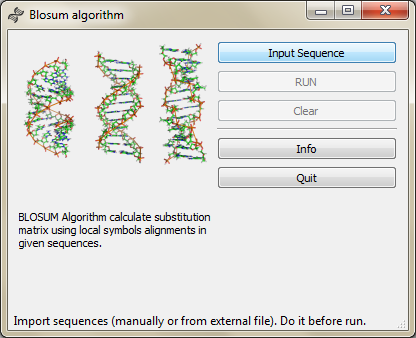 Blosum algorithm
Input Sequence
RUN
Clear
Info
Quit
BLOSUM Algorithm calculate substitution
matrix using local symbols alignments in
given sequences.
Import sequences (manually or from external file). Do it before run.